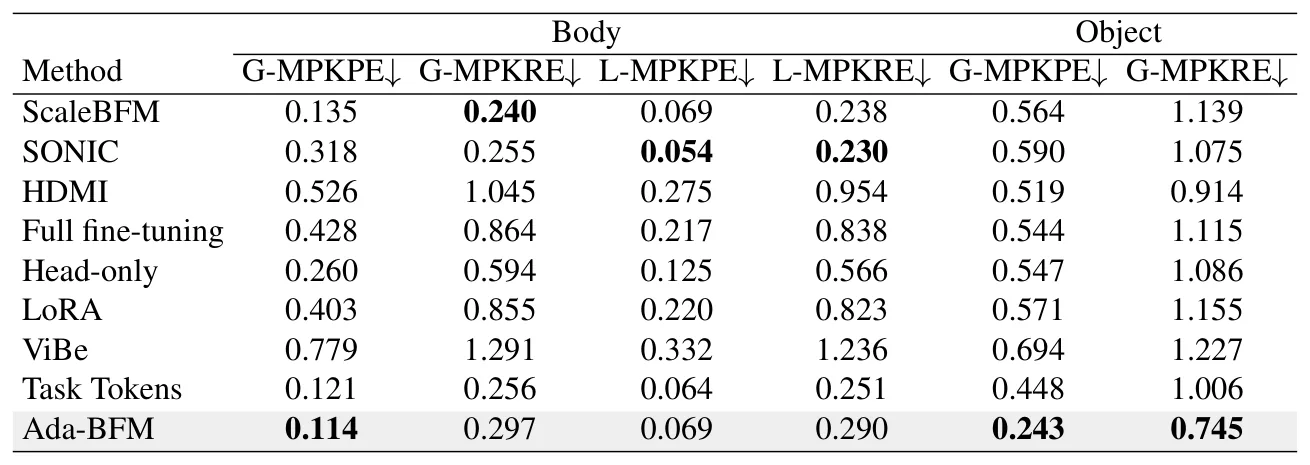 Body Object
Method G-MPKPE↓ G-MPKRE↓ L-MPKPE↓ L-MPKRE↓ G-MPKPE↓ G-MPKRE↓
ScaleBFM 0.135 0.240 0.069 0.238 0.564 1.139
SONIC 0.318 0.255 0.054 0.230 0.590 1.075
HDMI 0.526 1.045 0.275 0.954 0.519 0.914
Full fine-tuning 0.428 0.864 0.217 0.838 0.544 1.115
Head-only 0.260 0.594 0.125 0.566 0.547 1.086
LoRA 0.403 0.855 0.220 0.823 0.571 1.155
ViBe 0.779 1.291 0.332 1.236 0.694 1.227
Task Tokens 0.121 0.256 0.064 0.251 0.448 1.006
Ada-BFM 0.114 0.297 0.069 0.290 0.243 0.745